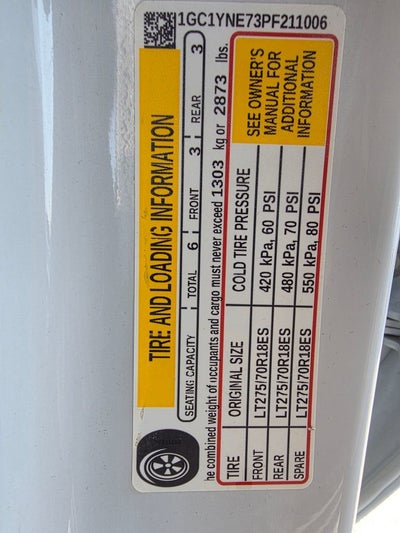 1GC1YNE73PF211006
TIRE AND LOADING INFORMATION
SEATING CAPACITY TOTAL 6 FRONT 3 REAR 3
he combined weight of occupants and cargo must never exceed 1303 kg or 2873 lbs.
TIRE ORIGINAL SIZE COLD TIRE PRESSURE
FRONT LT275/70R18ES 420 kPa, 60 PSI
REAR LT275/70R18ES 480 kPa, 70 PSI
SPARE LT275/70R18ES 550 kPa, 80 PSI
SEE OWNER'S
MANUAL FOR
ADDITIONAL
INFORMATION